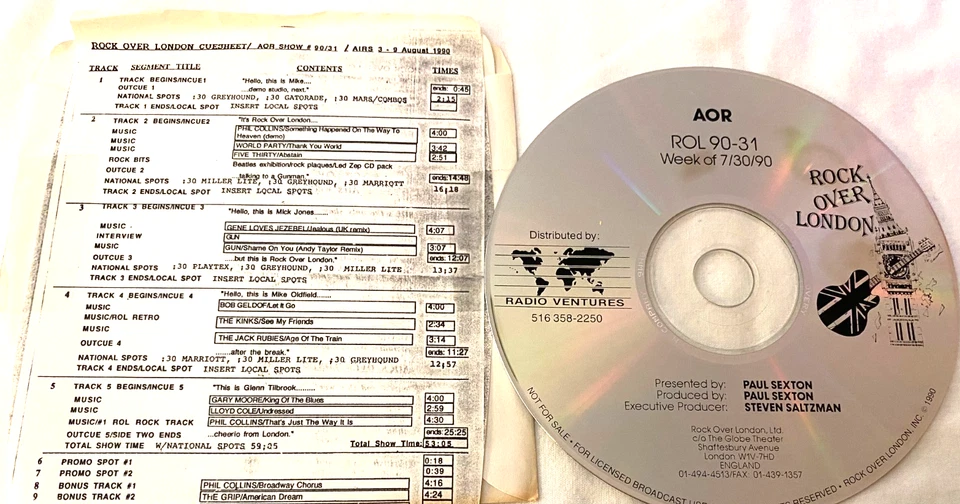 ROCK OVER LONDON CUESHEET/ AOR SHOW # 90/31 / AIRS 3 - 9 August 1990
TRACK SEGMENT TITLE CONTENTS TIMES
1 TRACK BEGINS/INCUE1 "Hello, this is Mike....
OUTCUE 1 ....demo studio, next." ends: 0:45
NATIONAL SPOTS :30 GREYHOUND, :30 GATORADE, :30 MARS/COMBOS 2:15
TRACK 1 ENDS/LOCAL SPOT INSERT LOCAL SPOTS
2 TRACK 2 BEGINS/INCUE2 "It's Rock Over London....
MUSIC PHIL COLLINS/Something Happened On The Way To Heaven (demo) 4:00
MUSIC WORLD PARTY/Thank You World 3:42
MUSIC FIVE THIRTY/Abstain 2:51
ROCK BITS Beatles exhibition/rock plaques/Led Zep CD pack
OUTCUE 2 ....talking to a Gunman." ends:14:48
NATIONAL SPOTS :30 MILLER LITE, :30 GREYHOUND, :30 MARRIOTT 16;18
TRACK 2 ENDS/LOCAL SPOT INSERT LOCAL SPOTS
3 TRACK 3 BEGINS/INCUE 3 "Hello, this is Mick Jones......
MUSIC - GENE LOVES JEZEBEL/Jealous (UK remix) 4:07
INTERVIEW GUN
MUSIC GUN/Shame On You (Andy Taylor Remix) 3:07
OUTCUE 3 ....but this is Rock Over London." ends: 12:07
NATIONAL SPOTS :30 PLAYTEX, :30 GREYHOUND, :30 MILLER LITE 13;37
TRACK 3 ENDS/LOCAL SPOT INSERT LOCAL SPOTS
4 TRACK 4 BEGINS/INCUE 4 "Hello, this is Mike Oldfield.......
MUSIC BOB GELDOF/Let it Go 4:00
MUSIC/ROL RETRO THE KINKS/See My Friends 2:34
MUSIC THE JACK RUBIES/Age Of The Train 3:14
OUTCUE 4 .......after the break." ends: 11:27
NATIONAL SPOTS :30 MARRIOTT, :30 MILLER LITE, :30 GREYHOUND 12;57
TRACK 4 ENDS/LOCAL SPOT INSERT LOCAL SPOTS
5 TRACK 5 BEGINS/INCUE 5 "This is Glenn Tilbrook........
MUSIC GARY MOORE/King Of The Blues 4:00
MUSIC LLOYD COLE/Undressed 2:59
MUSIC/#1 ROL ROCK TRACK PHIL COLLINS/That's Just The Way It Is 4:30
OUTCUE 5/SIDE TWO ENDS ...cheerio from London." ends: 25:25
TOTAL SHOW TIME W/NATIONAL SPOTS 59;25 Total Show Time: 53:05
6 PROMO SPOT #1 0:18
7 PROMO SPOT #2 0:39
8 BONUS TRACK #1 PHIL COLLINS/Broadway Chorus 4:16
9 BONUS TRACK #2 THE GRIP/American Dream 4:24
AOR
ROL 90-31
Week of 7/30/90
ROCK
OVER
LONDON
Distributed by:
RADIO VENTURES
516 358-2250
Presented by: PAUL SEXTON
Produced by: PAUL SEXTON
Executive Producer: STEVEN SALTZMAN
Rock Over London, Ltd.
c/o The Globe Theater
Shaftesbury Avenue
London W1V-7HD
ENGLAND
01-494-4513/FAX: 01-439-1357
NOT FOR SALE • FOR LICENSED BROADCAST USE RESERVED • ROCK OVER LONDON, INC. © 1990